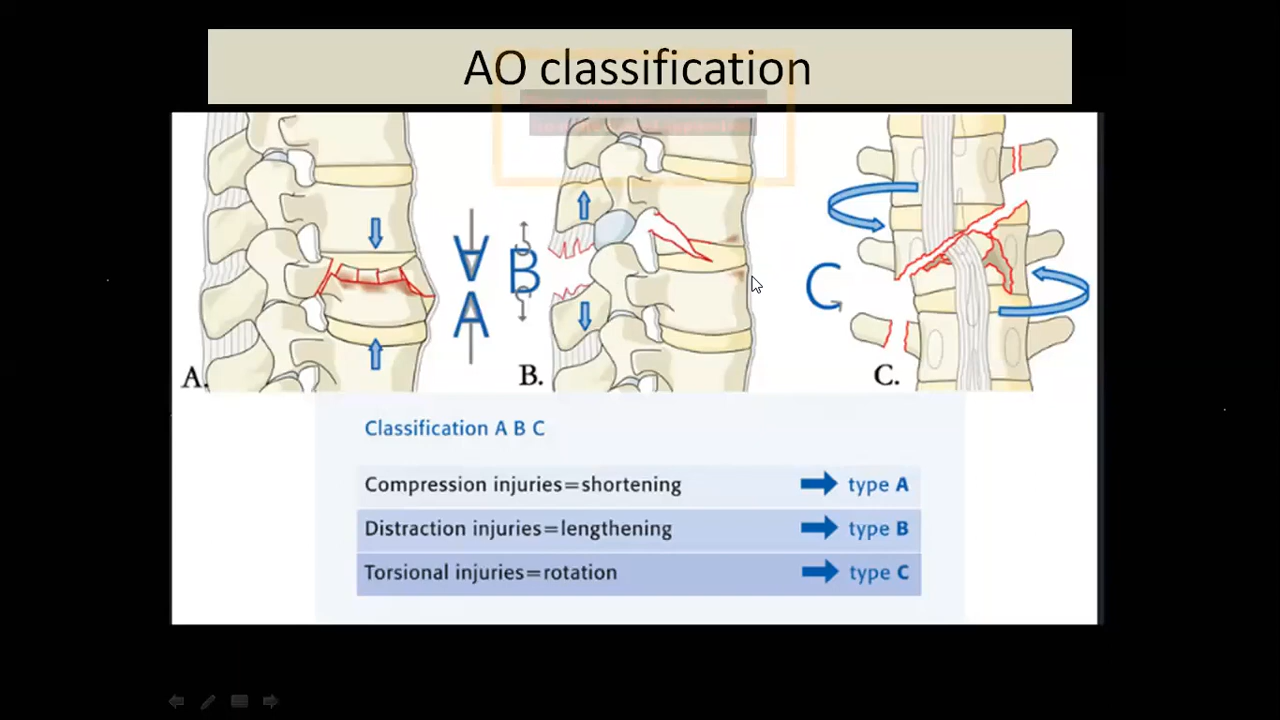 AO classification
A
A
B
C
A.
B.
C.
Classification A B C
Compression injuries=shortening type A
Distraction injuries=lengthening type B
Torsional injuries=rotation type C